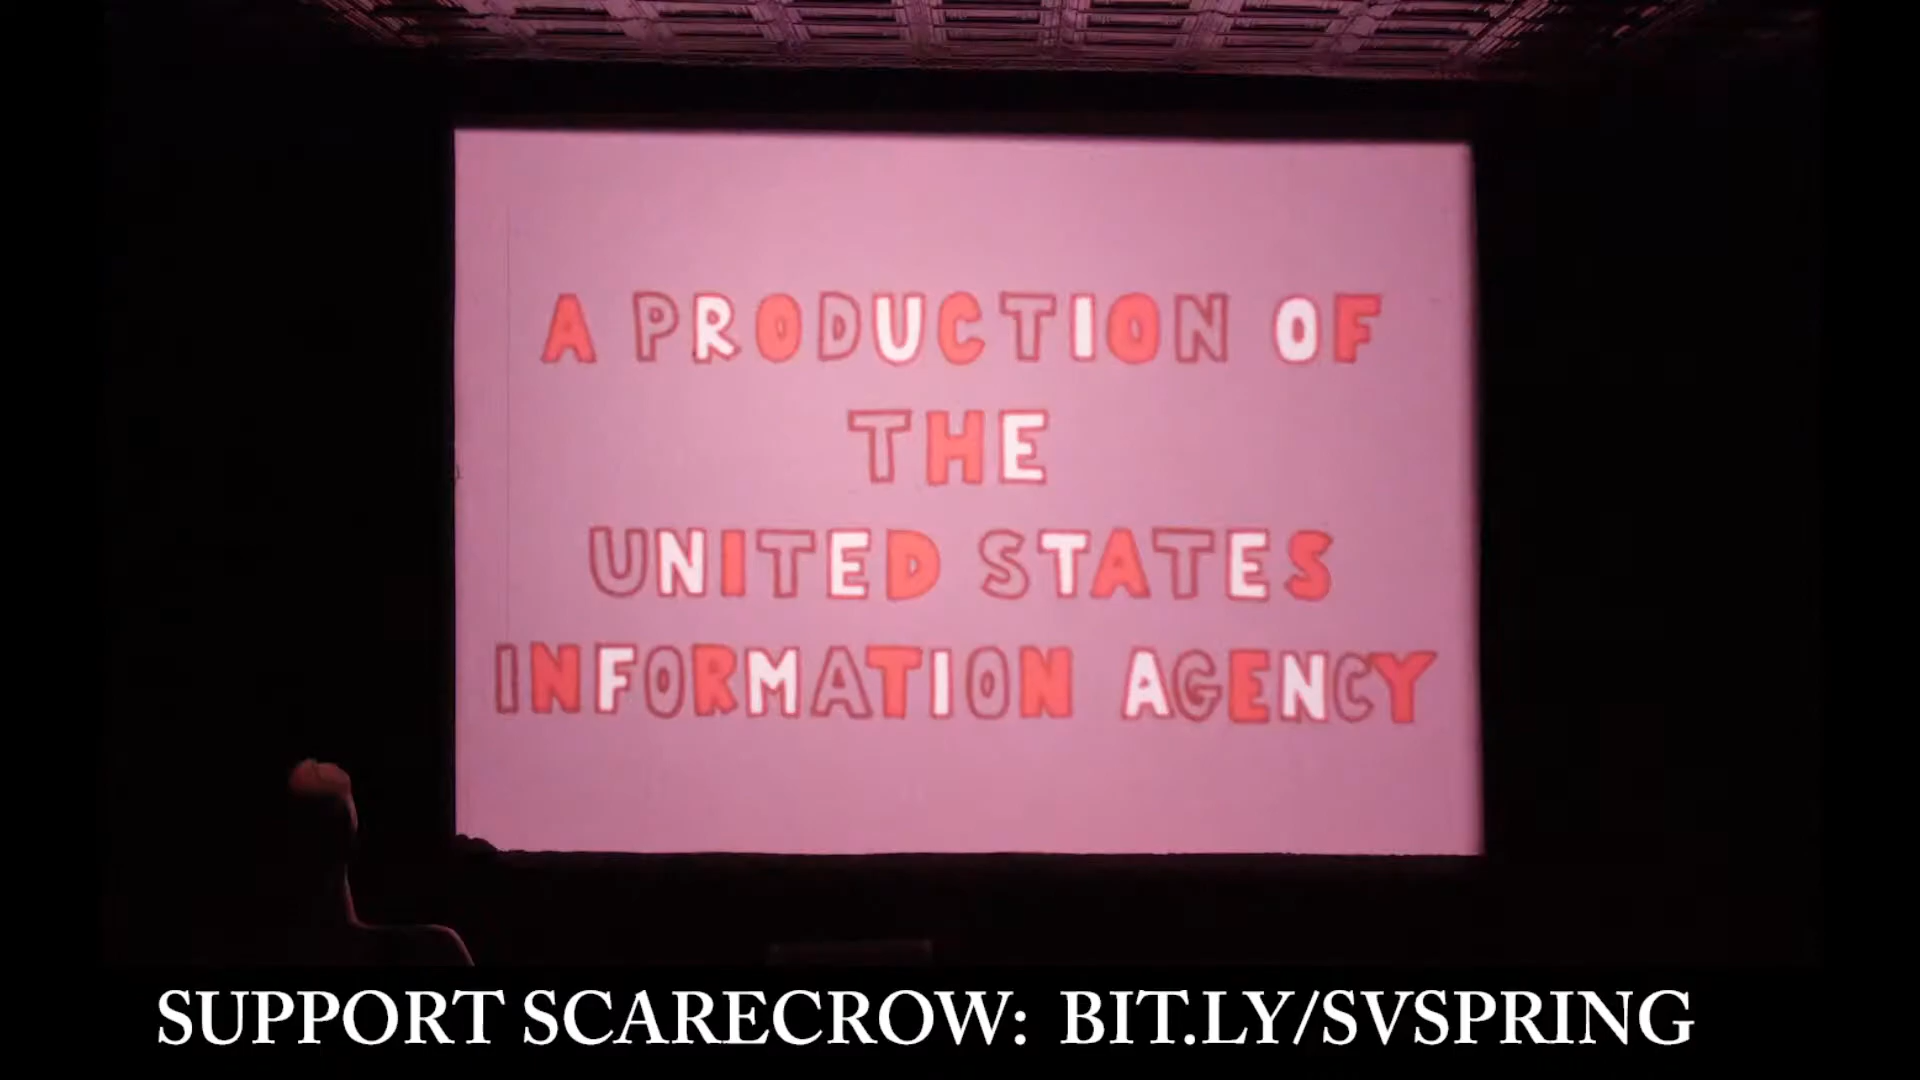 A PRODUCTION OF
THE
UNITED STATES
INFORMATION AGENCY
SUPPORT SCARECROW: BIT.LY/SVSPRING